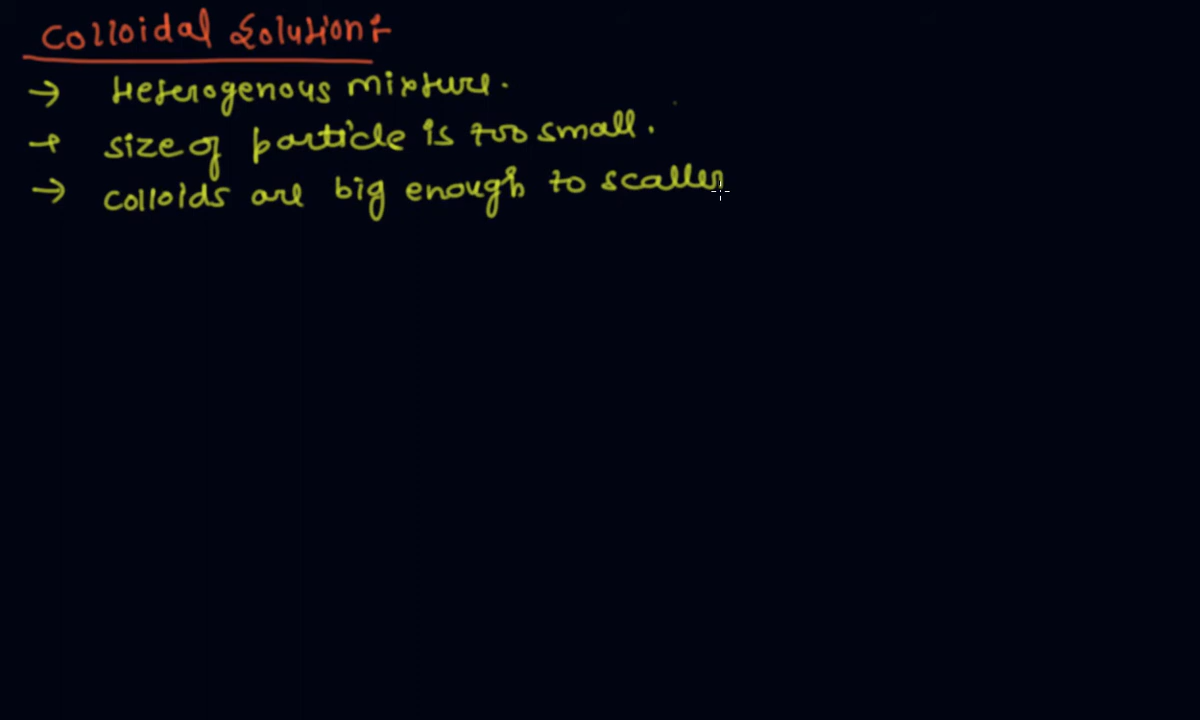 Colloidal Solution:-
→ Heterogenous mixture.
→ size of particle is too small.
→ colloids are big enough to scatter